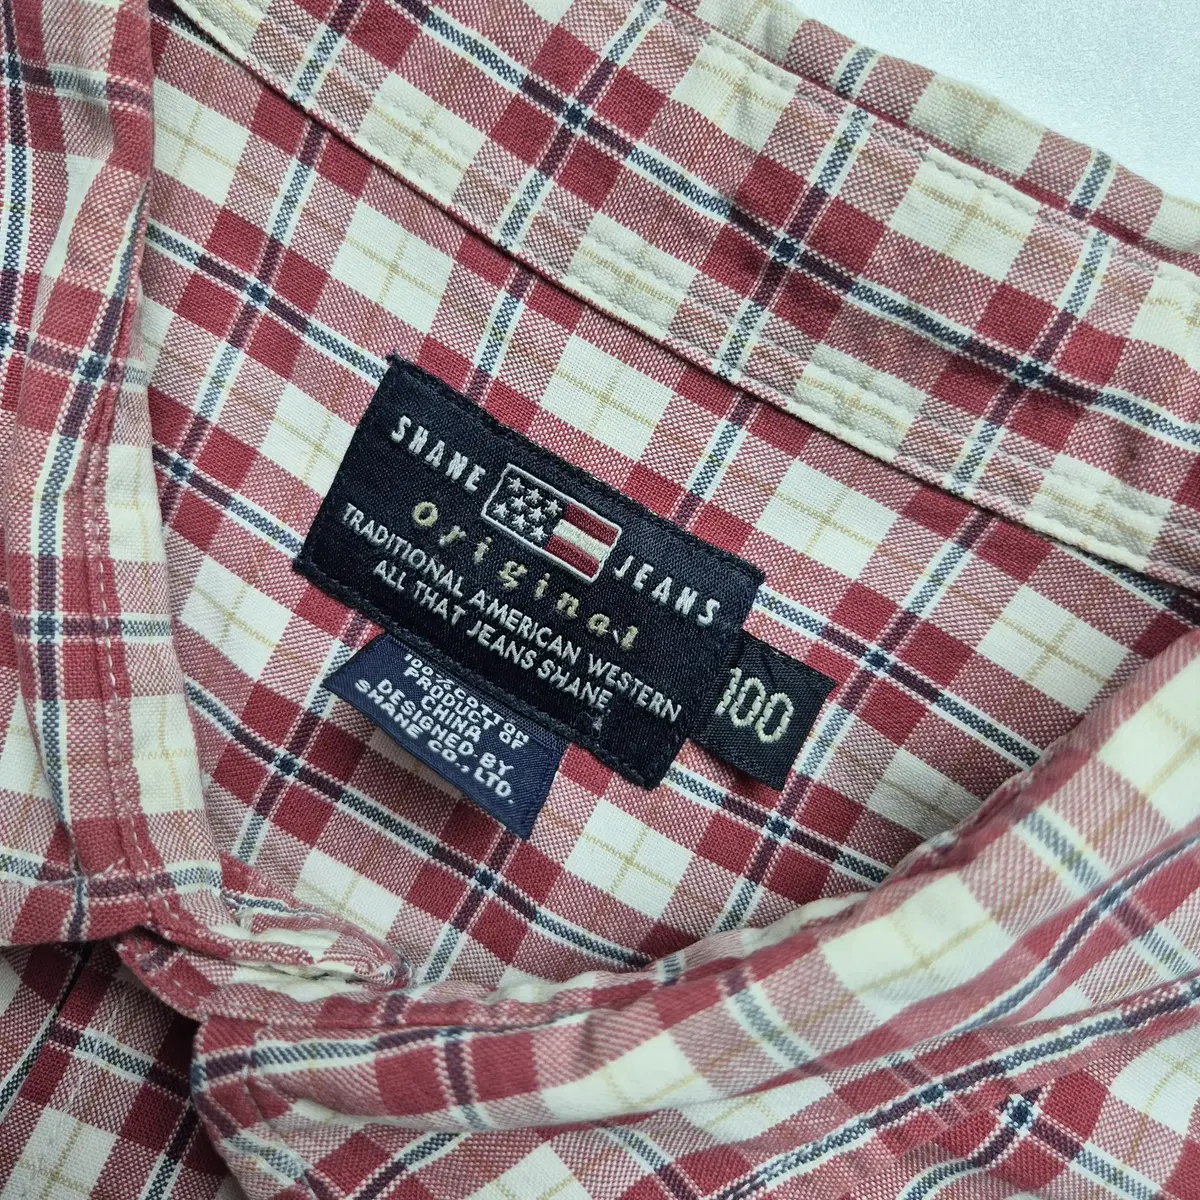 SHANE JEANS
Original
TRADITIONAL AMERICAN WESTERN
ALL THAT JEANS SHANE
100
100% COTTON
PRODUCT OF
CHINA
DESIGNED BY
SHANE CO., LTD.